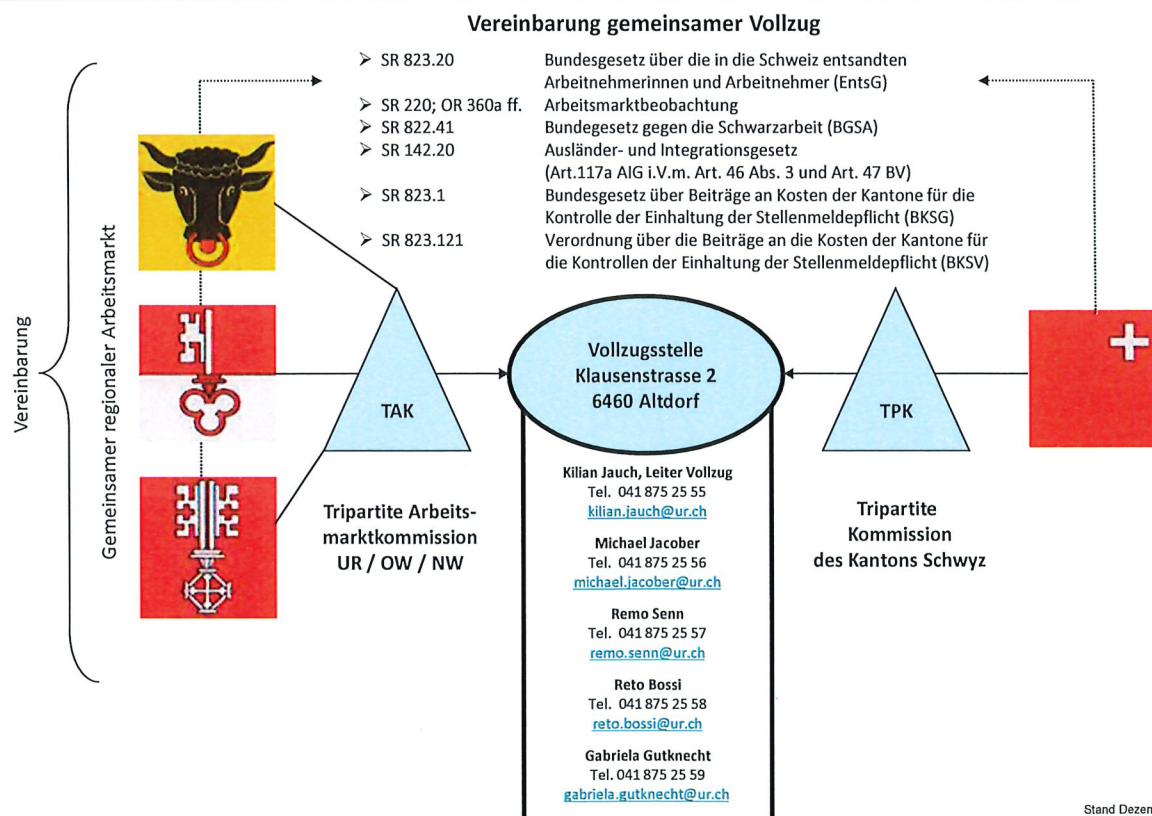 Vereinbarung gemeinsamer Vollzug
➢ SR 823.20 Bundesgesetz über die in die Schweiz entsandten
Arbeitnehmerinnen und Arbeitnehmer (EntsG)
➢ SR 220; OR 360a ff. Arbeitsmarktbeobachtung
➢ SR 822.41 Bundegesetz gegen die Schwarzarbeit (BGSA)
➢ SR 142.20 Ausländer- und Integrationsgesetz
(Art.117a AIG i.V.m. Art. 46 Abs. 3 und Art. 47 BV)
➢ SR 823.1 Bundesgesetz über Beiträge an Kosten der Kantone für die
Kontrolle der Einhaltung der Stellenmeldepflicht (BKSG)
➢ SR 823.121 Verordnung über die Beiträge an die Kosten der Kantone für
die Kontrollen der Einhaltung der Stellenmeldepflicht (BKSV)
Vereinbarung
Gemeinsamer regionaler Arbeitsmarkt
TAK
Tripartite Arbeits-
marktkommission
UR / OW / NW
Vollzugsstelle
Klausenstrasse 2
6460 Altdorf
TPK
Tripartite
Kommission
des Kantons Schwyz
Kilian Jauch, Leiter Vollzug
Tel. 041 875 25 55
kilian.jauch@ur.ch
Michael Jacober
Tel. 041 875 25 56
michael.jacober@ur.ch
Remo Senn
Tel. 041 875 25 57
remo.senn@ur.ch
Reto Bossi
Tel. 041 875 25 58
reto.bossi@ur.ch
Gabriela Gutknecht
Tel. 041 875 25 59
gabriela.gutknecht@ur.ch
Stand